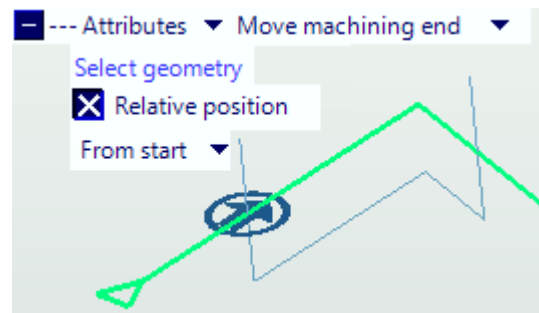 --- Attributes Move machining end
Select geometry
Relative position
From start